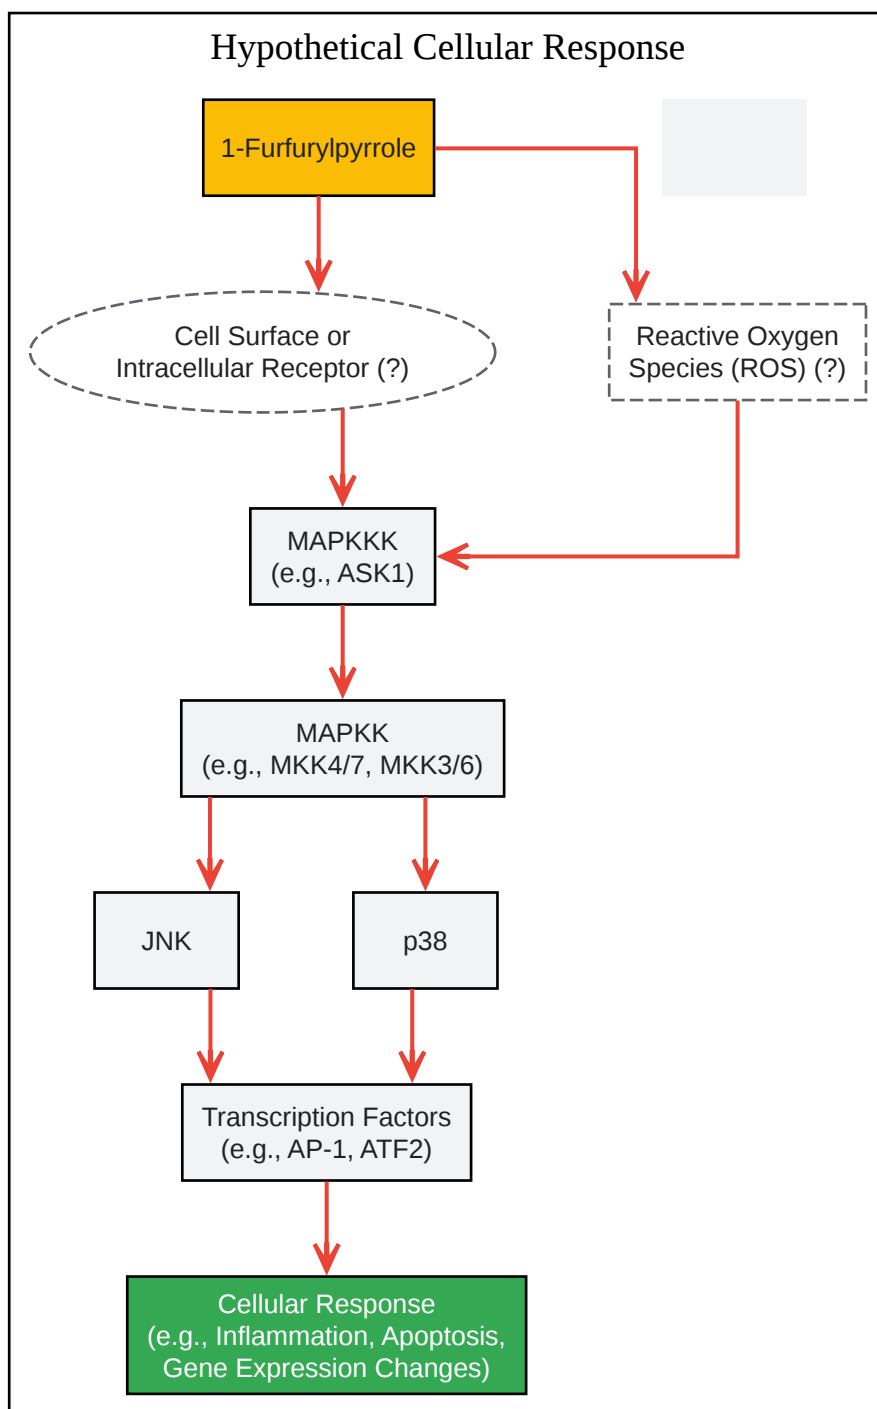 Hypothetical Cellular Response
1-Furfurylpyrrole
Cell Surface or
Intracellular Receptor (?)
Reactive Oxygen
Species (ROS) (?)
MAPKKK
(e.g., ASK1)
MAPKK
(e.g., MKK4/7, MKK3/6)
JNK
p38
Transcription Factors
(e.g., AP-1, ATF2)
Cellular Response
(e.g., Inflammation, Apoptosis,
Gene Expression Changes)